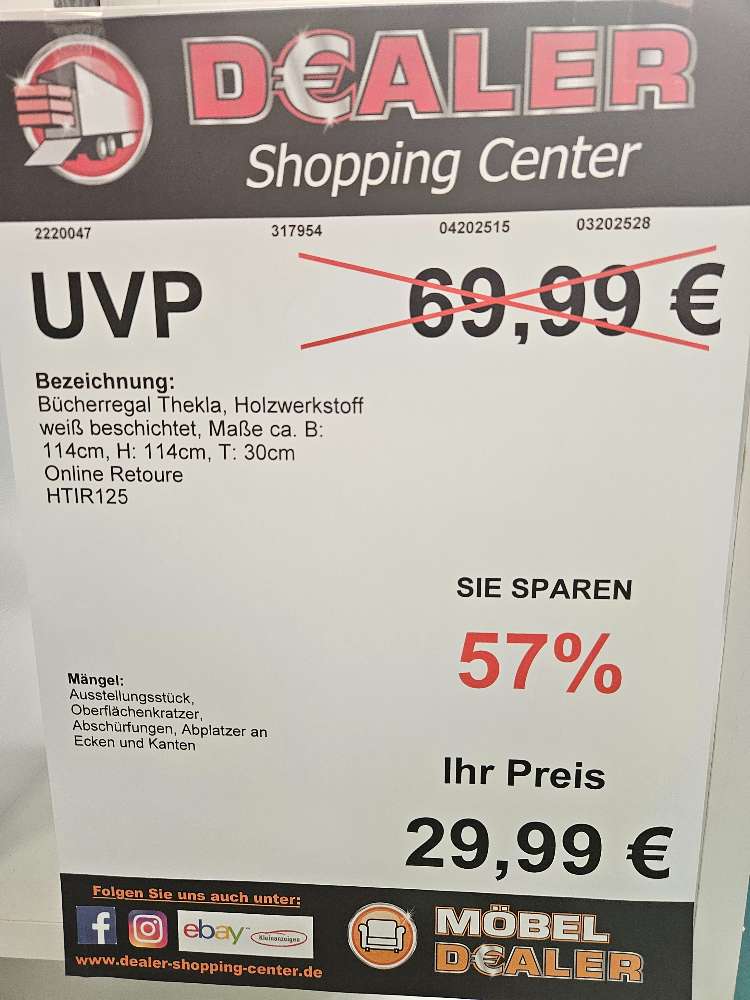 D€ALER
Shopping Center
2220047 317954 04202515 03202528
UVP 69,99 €
Bezeichnung:
Bücherregal Thekla, Holzwerkstoff
weiß beschichtet, Maße ca. B:
114cm, H: 114cm, T: 30cm
Online Retoure
HTIR125
SIE SPAREN
57%
Mängel:
Ausstellungsstück,
Oberflächenkratzer,
Abschürfungen, Abplatzer an
Ecken und Kanten
Ihr Preis
29,99 €
Folgen Sie uns auch unter:
ebay Kleinanzeigen
www.dealer-shopping-center.de
MÖBEL
D€ALER